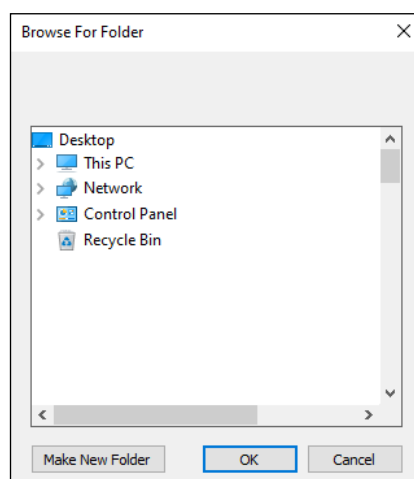 Browse For Folder
Desktop
This PC
Network
Control Panel
Recycle Bin
Make New Folder
OK
Cancel